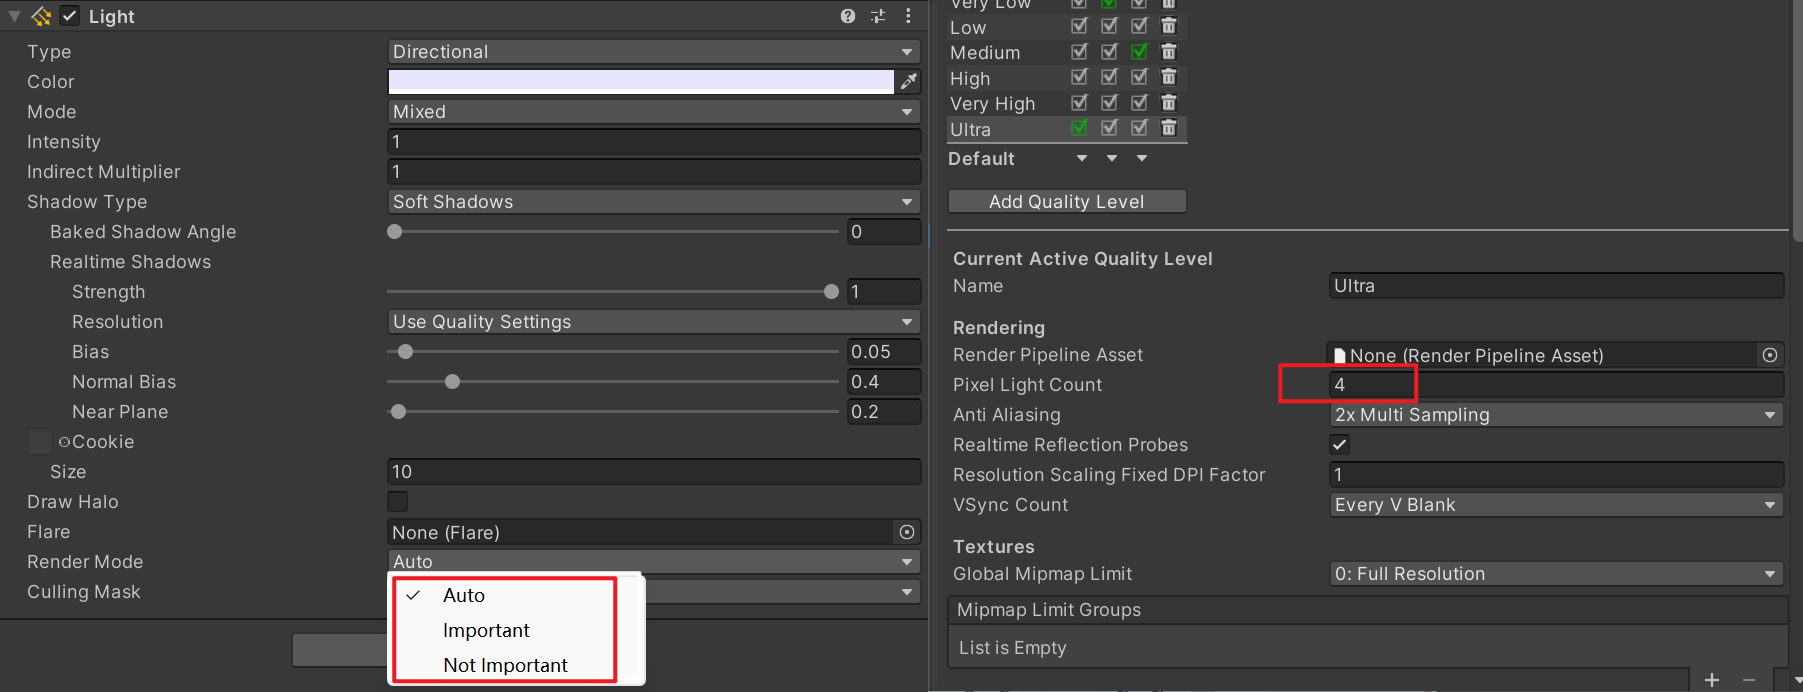 Light
Type
Directional
Color
Mode
Mixed
Intensity
1
Indirect Multiplier
1
Shadow Type
Soft Shadows
Baked Shadow Angle
0
Realtime Shadows
Strength
1
Resolution
Use Quality Settings
Bias
0.05
Normal Bias
0.4
Near Plane
0.2
Cookie
Size
10
Draw Halo
Flare
None (Flare)
Render Mode
Auto
Culling Mask
Auto
Important
Not Important
Very Low
Low
Medium
High
Very High
Ultra
Default
Add Quality Level
Current Active Quality Level
Name
Ultra
Rendering
Render Pipeline Asset
None (Render Pipeline Asset)
Pixel Light Count
4
Anti Aliasing
2x Multi Sampling
Realtime Reflection Probes
Resolution Scaling Fixed DPI Factor
1
VSync Count
Every V Blank
Textures
Global Mipmap Limit
0: Full Resolution
Mipmap Limit Groups
List is Empty